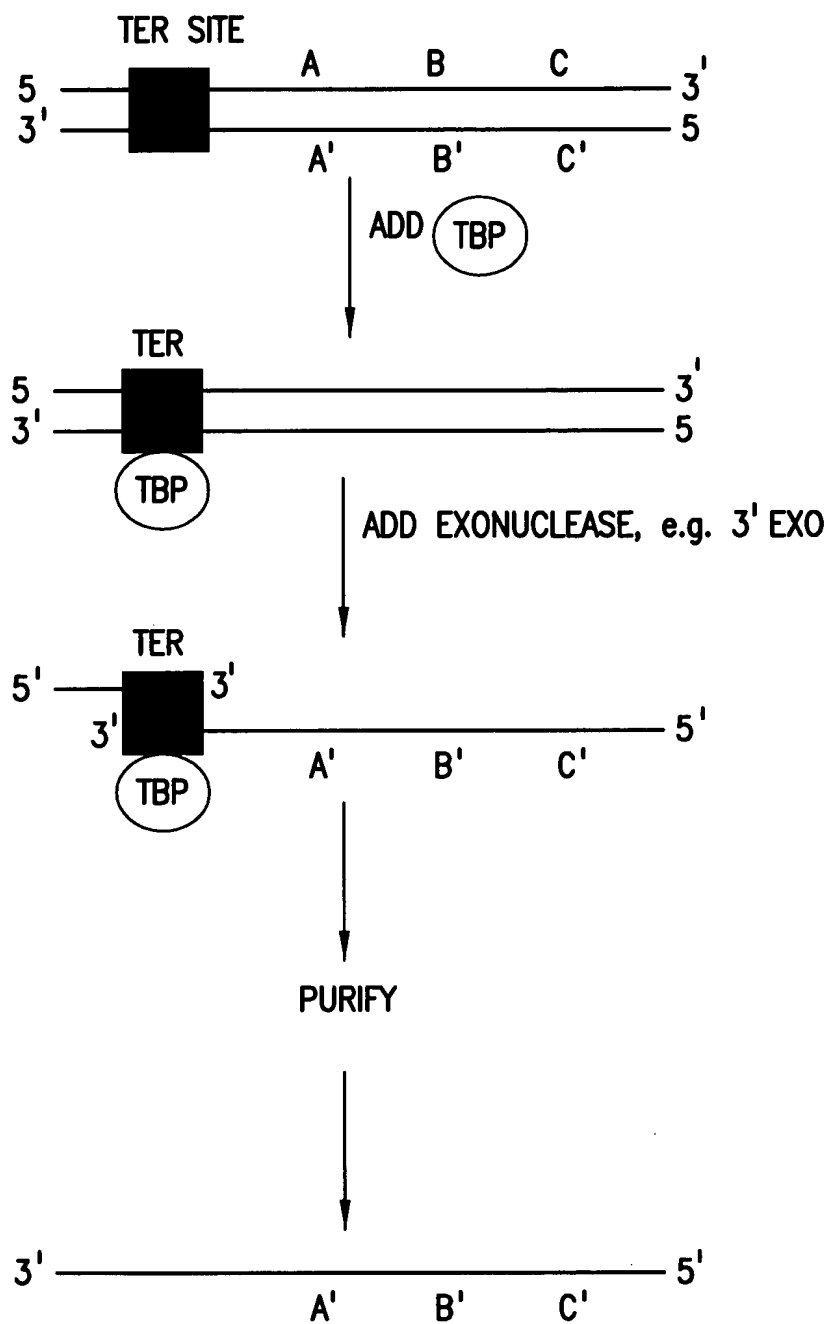 TER SITE
A B C
5 3'
3' 5
A' B' C'
ADD TBP
TER
5 3'
3' 5
TBP
ADD EXONUCLEASE, e.g. 3' EXO
TER
5' 3'
3' 5'
A' B' C'
TBP
PURIFY
3' 5'
A' B' C'